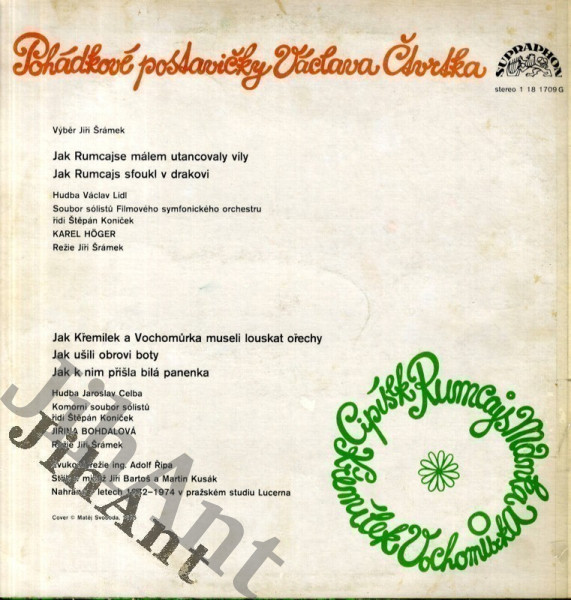 Pohádkové postavičky Václava Čtvrtka
SUPRAPHON
stereo 1 18 1709 G
Výběr Jiří Šrámek
Jak Rumcajse málem utancovaly víly
Jak Rumcajs sfoukl v drakovi
Hudba Václav Lídl
Soubor sólistů Filmového symfonického orchestru
řídí Štěpán Koníček
KAREL HÖGER
Režie Jiří Šrámek
Jak Křemílek a Vochomůrka museli louskat ořechy
Jak ušili obrovi boty
Jak k nim přišla bílá panenka
Hudba Jaroslav Celba
Komorní soubor sólistů
řídí Štěpán Koníček
JIŘINA BOHDALOVÁ
Režie Jiří Šrámek
režie ing. Adolf Řípa
Jiří Bartoš a Martin Kusák
letech 1972–1974 v pražském studiu Lucerna
Cover © Matěj Svoboda,
Cipísek Rumcajs Manka
Vochomůrka Křemílek
JihAnt
JihAnt